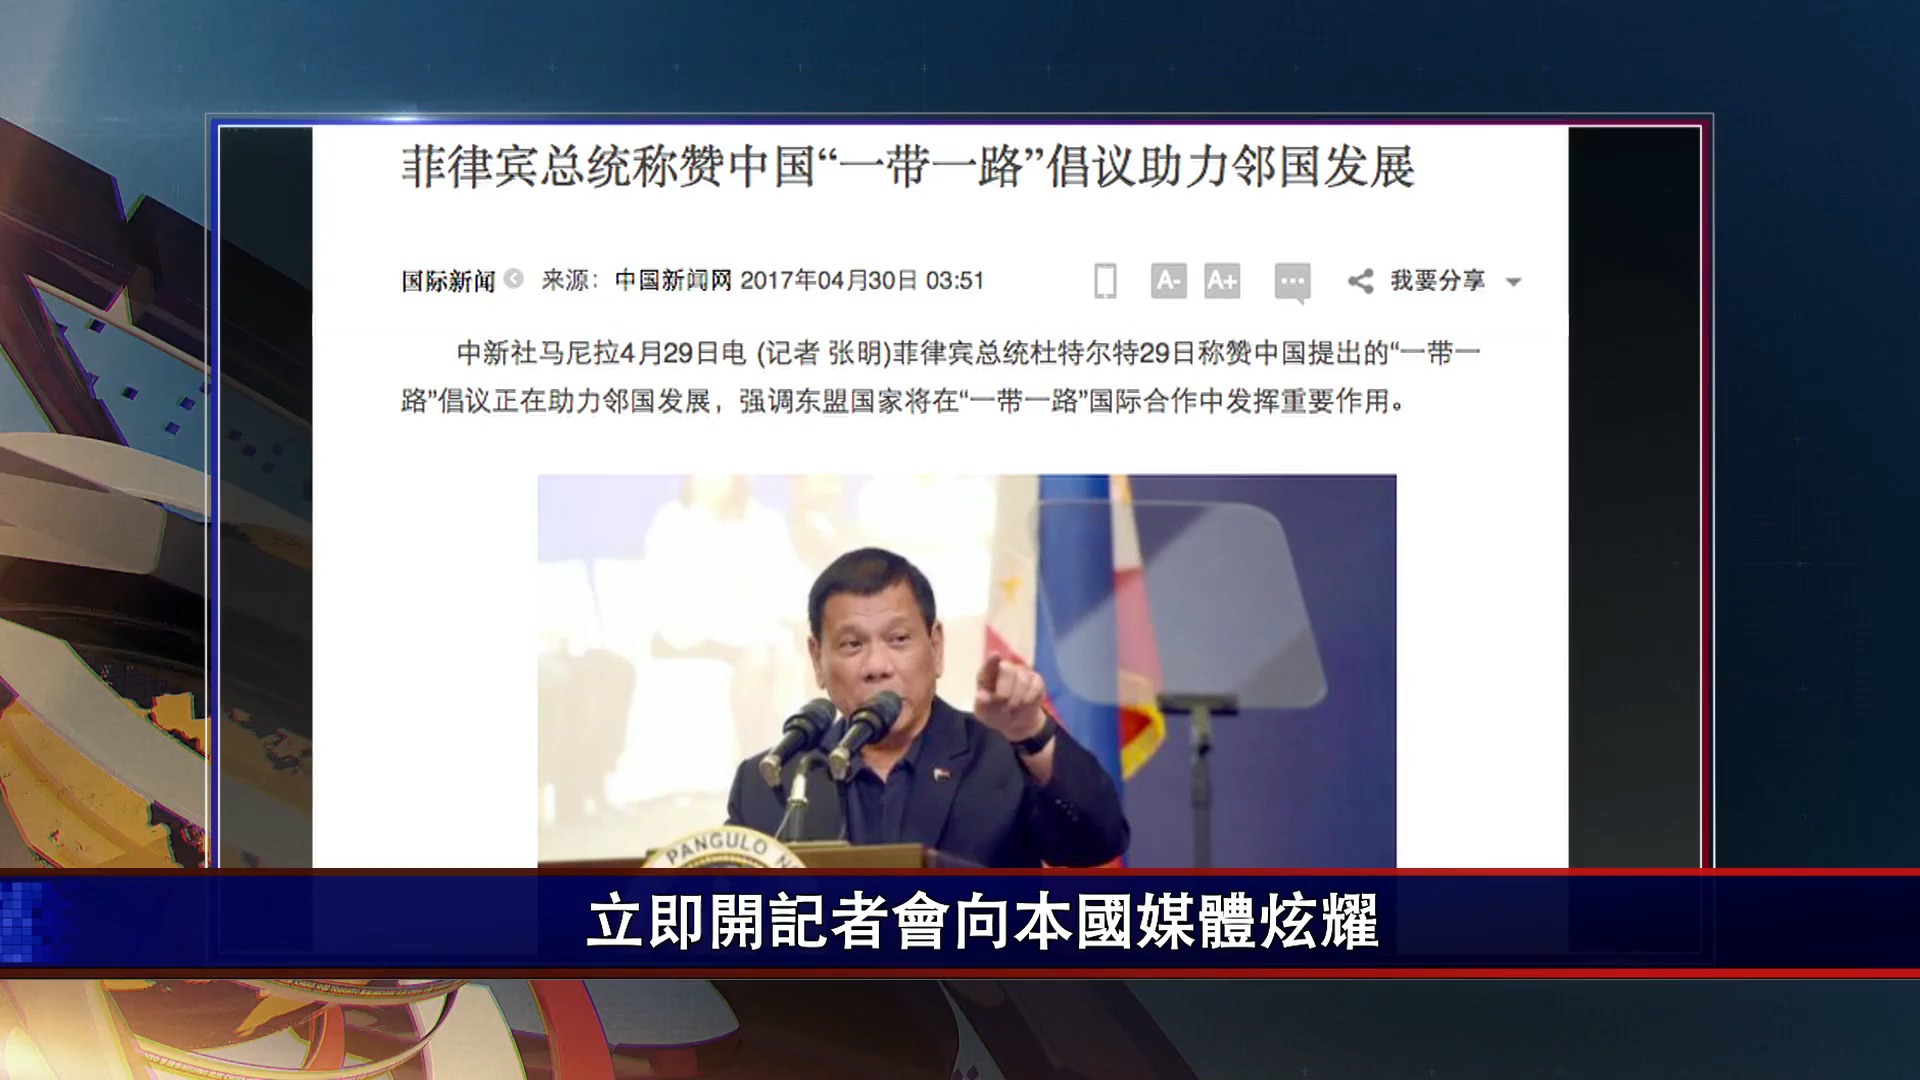 菲律宾总统称赞中国“一带一路”倡议助力邻国发展
国际新闻 来源：中国新闻网 2017年04月30日 03:51 A- A+ 我要分享
中新社马尼拉4月29日电 (记者 张明)菲律宾总统杜特尔特29日称赞中国提出的“一带一
路”倡议正在助力邻国发展，强调东盟国家将在“一带一路”国际合作中发挥重要作用。
PANGULO N
立即開記者會向本國媒體炫耀